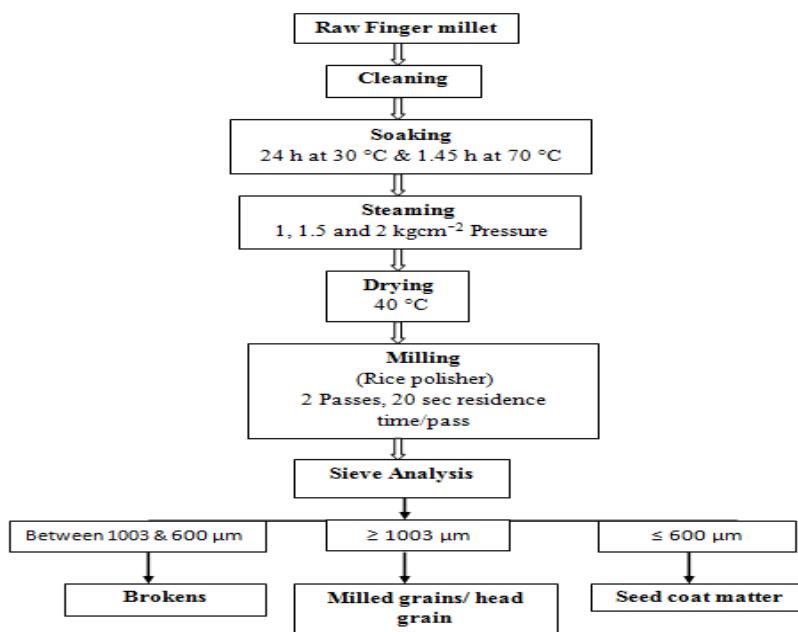 Raw Finger millet
Cleaning
Soaking
24 h at 30 °C & 1.45 h at 70 °C
Steaming
1, 1.5 and 2 kgcm⁻² Pressure
Drying
40 °C
Milling
(Rice polisher)
2 Passes, 20 sec residence
time/pass
Sieve Analysis
Between 1003 & 600 µm
≥ 1003 µm
≤ 600 µm
Brokens
Milled grains/ head
grain
Seed coat matter